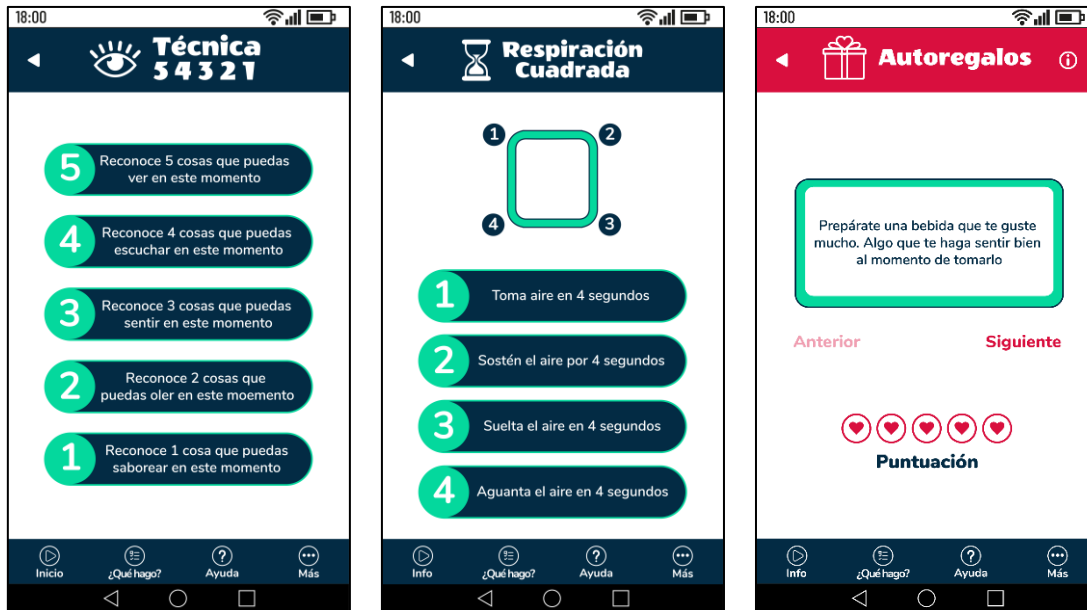 18:00
Técnica
54321
5
Reconoce 5 cosas que puedas
ver en este momento
4
Reconoce 4 cosas que puedas
escuchar en este momento
3
Reconoce 3 cosas que puedas
sentir en este momento
2
Reconoce 2 cosas que
puedas oler en este moemento
1
Reconoce 1 cosa que puedas
saborear en este momento
Inicio ¿Qué hago? Ayuda Más
18:00
Respiración
Cuadrada
1 2
4 3
1 Toma aire en 4 segundos
2 Sostén el aire por 4 segundos
3 Suelta el aire en 4 segundos
4 Aguanta el aire en 4 segundos
Info ¿Qué hago? Ayuda Más
18:00
Autoregalos
Prepárate una bebida que te guste
mucho. Algo que te haga sentir bien
al momento de tomarlo
Anterior Siguiente
Puntuación
Info ¿Qué hago? Ayuda Más